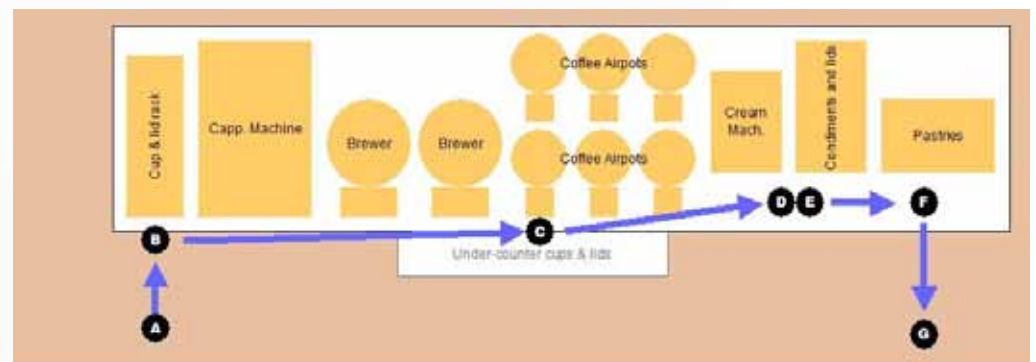 Cup & lid rack
Capp. Machine
Brewer
Brewer
Coffee Airpots
Coffee Airpots
Cream
Mach.
Condiments and lids
Pastries
B
C
D
E
F
Under-counter cups & lids
A
G